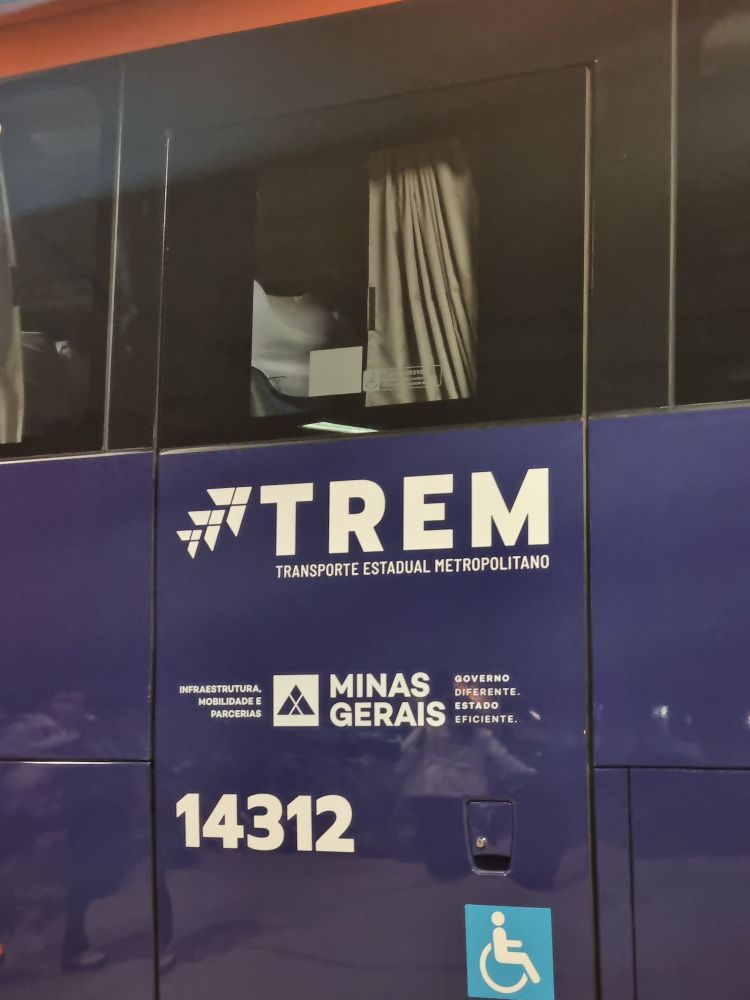 TREM
TRANSPORTE ESTADUAL METROPOLITANO
INFRAESTRUTURA,
MOBILIDADE E
PARCERIAS
MINAS
GERAIS
GOVERNO
DIFERENTE.
ESTADO
EFICIENTE.
14312